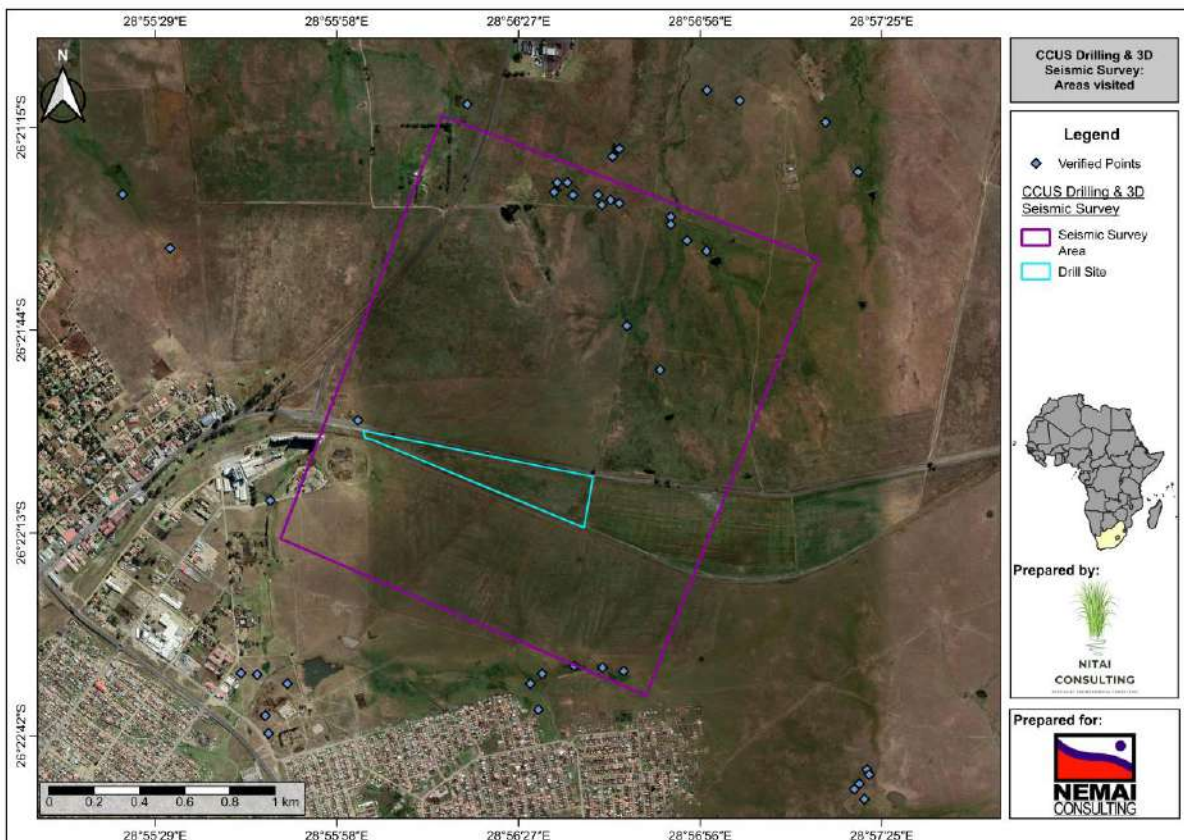 28°55'29"E 28°55'58"E 28°56'27"E 28°56'56"E 28°57'25"E
N
26°21'15"S
26°21'44"S
26°22'13"S
26°22'42"S
0 0.2 0.4 0.6 0.8 1 km
28°55'29"E 28°55'58"E 28°56'27"E 28°56'56"E 28°57'25"E
CCUS Drilling & 3D
Seismic Survey:
Areas visited
Legend
Verified Points
CCUS Drilling & 3D
Seismic Survey
Seismic Survey
Area
Drill Site
Prepared by:
NITAI
CONSULTING
Prepared for:
NEMAI
CONSULTING